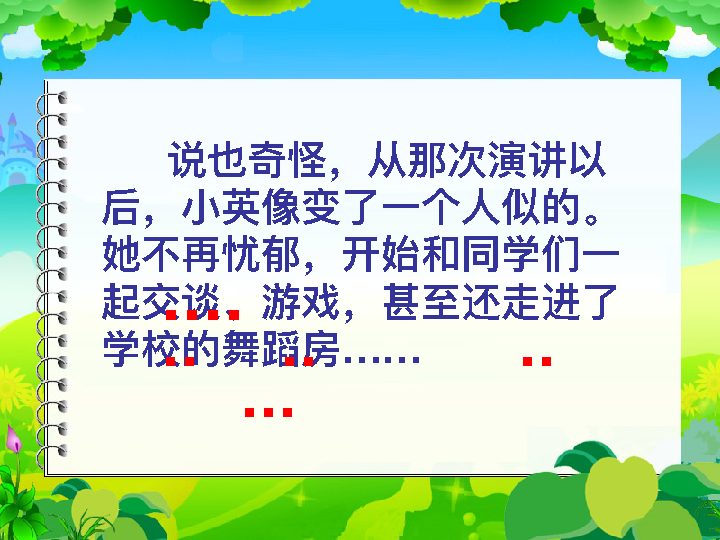 说也奇怪，从那次演讲以
后，小英像变了一个人似的。
她不再忧郁，开始和同学们一
起交谈、游戏，甚至还走进了
学校的舞蹈房……